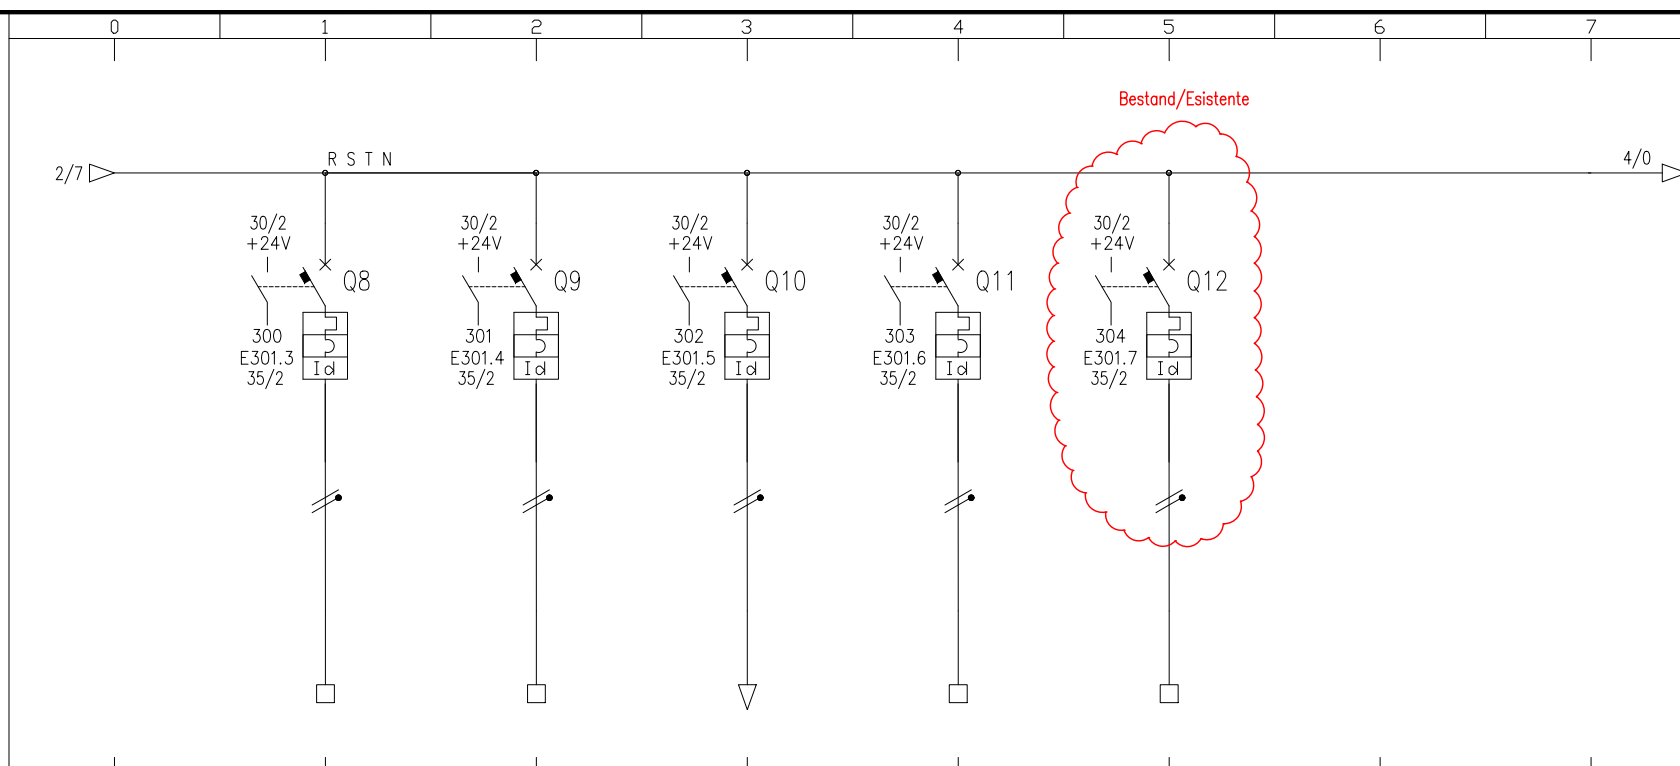 0 1 2 3 4 5 6 7
Bestand/Esistente
R S T N
2/7
4/0
30/2
+24V
Q8
300
E301.3
35/2
Id
30/2
+24V
Q9
301
E301.4
35/2
Id
30/2
+24V
Q10
302
E301.5
35/2
Id
30/2
+24V
Q11
303
E301.6
35/2
Id
30/2
+24V
Q12
304
E301.7
35/2
Id